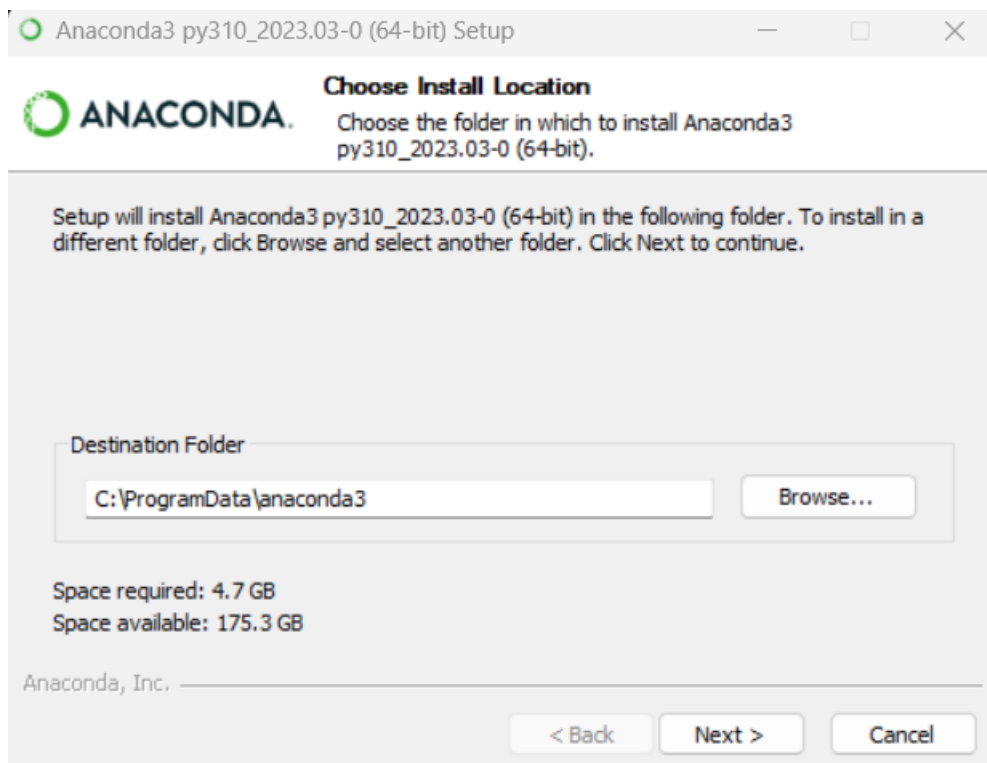 Anaconda3 py310_2023.03-0 (64-bit) Setup
ANACONDA.
Choose Install Location
Choose the folder in which to install Anaconda3
py310_2023.03-0 (64-bit).
Setup will install Anaconda3 py310_2023.03-0 (64-bit) in the following folder. To install in a
different folder, click Browse and select another folder. Click Next to continue.
Destination Folder
C:\ProgramData\anaconda3
Browse...
Space required: 4.7 GB
Space available: 175.3 GB
Anaconda, Inc.
< Back
Next >
Cancel